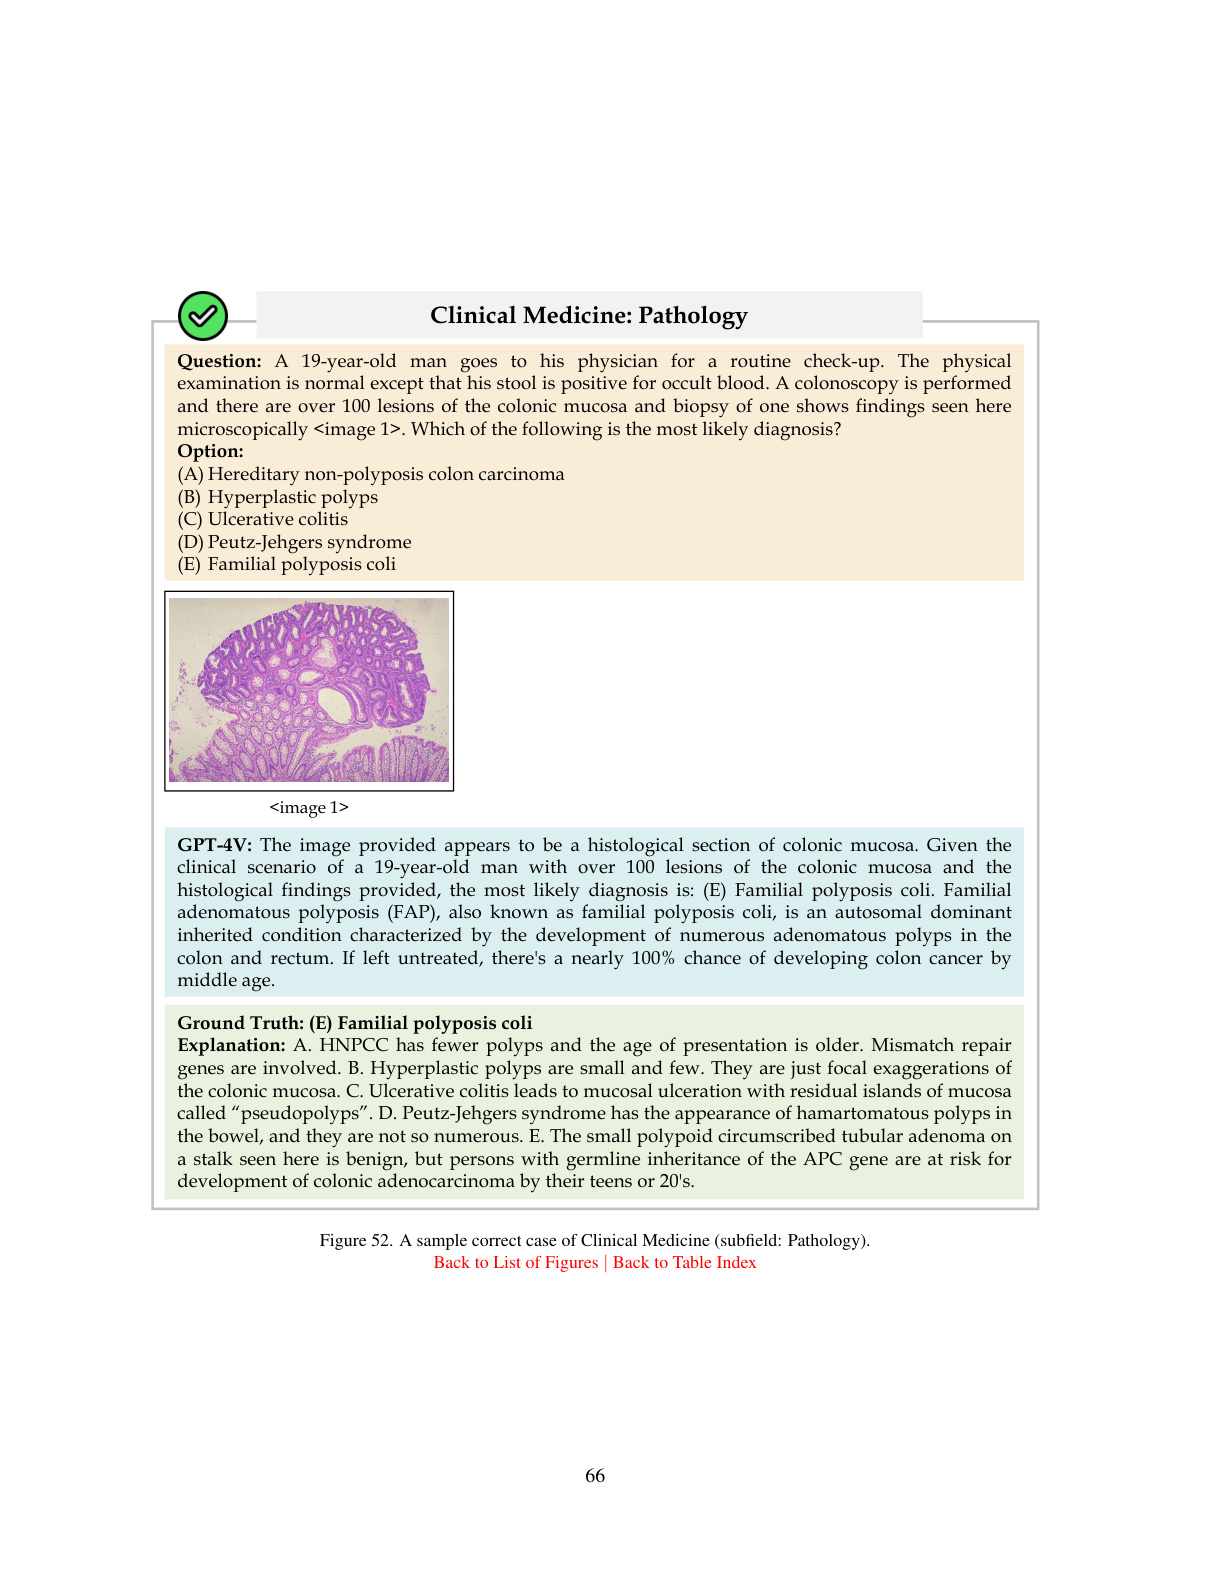 Clinical Medicine: Pathology
Question: A 19-year-old man goes to his physician for a routine check-up. The physical
examination is normal except that his stool is positive for occult blood. A colonoscopy is performed
and there are over 100 lesions of the colonic mucosa and biopsy of one shows findings seen here
microscopically <image 1>. Which of the following is the most likely diagnosis?
Option:
(A) Hereditary non-polyposis colon carcinoma
(B) Hyperplastic polyps
(C) Ulcerative colitis
(D) Peutz-Jehgers syndrome
(E) Familial polyposis coli
<image 1>
GPT-4V: The image provided appears to be a histological section of colonic mucosa. Given the
clinical scenario of a 19-year-old man with over 100 lesions of the colonic mucosa and the
histological findings provided, the most likely diagnosis is: (E) Familial polyposis coli. Familial
adenomatous polyposis (FAP), also known as familial polyposis coli, is an autosomal dominant
inherited condition characterized by the development of numerous adenomatous polyps in the
colon and rectum. If left untreated, there's a nearly 100% chance of developing colon cancer by
middle age.
Ground Truth: (E) Familial polyposis coli
Explanation: A. HNPCC has fewer polyps and the age of presentation is older. Mismatch repair
genes are involved. B. Hyperplastic polyps are small and few. They are just focal exaggerations of
the colonic mucosa. C. Ulcerative colitis leads to mucosal ulceration with residual islands of mucosa
called “pseudopolyps”. D. Peutz-Jehgers syndrome has the appearance of hamartomatous polyps in
the bowel, and they are not so numerous. E. The small polypoid circumscribed tubular adenoma on
a stalk seen here is benign, but persons with germline inheritance of the APC gene are at risk for
development of colonic adenocarcinoma by their teens or 20's.
Figure 52. A sample correct case of Clinical Medicine (subfield: Pathology).
Back to List of Figures | Back to Table Index
66